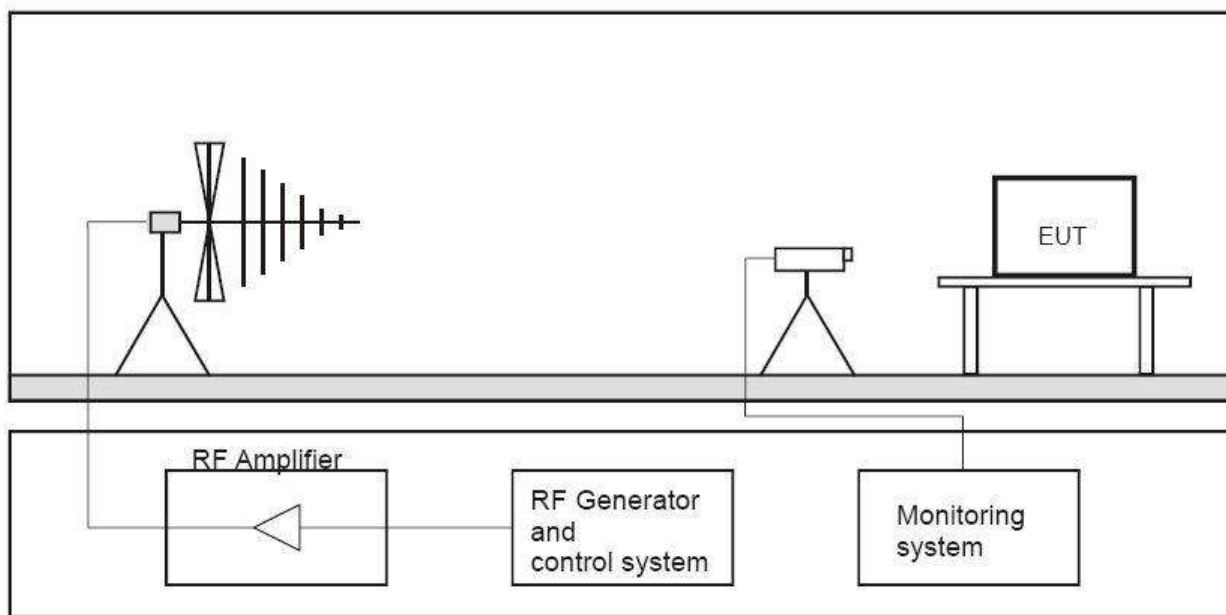 EUT
RF Amplifier
RF Generator
and
control system
Monitoring
system